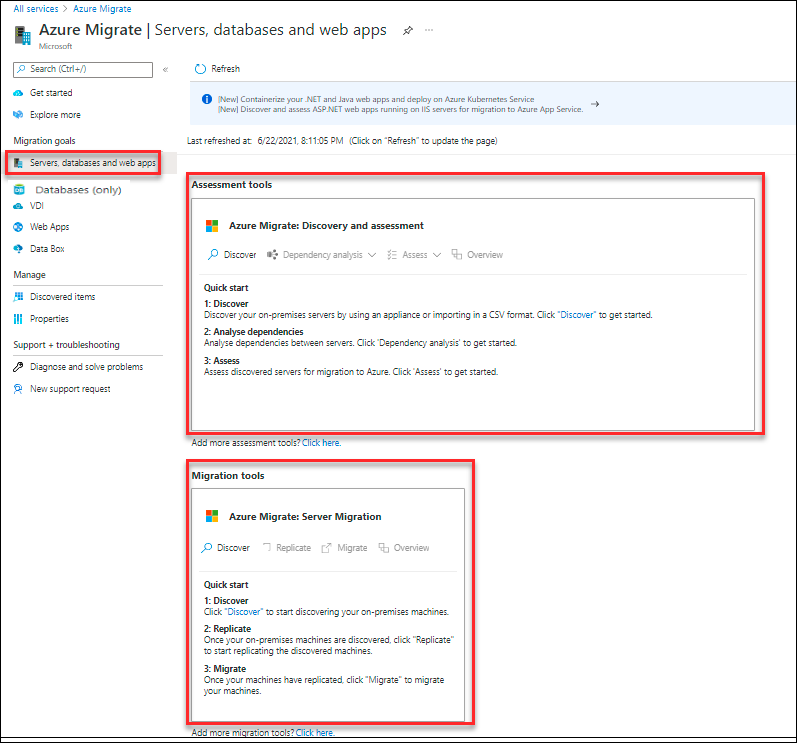 All services > Azure Migrate
Azure Migrate | Servers, databases and web apps
Microsoft
Search (Ctrl+/)
«
Get started
Explore more
Migration goals
Servers, databases and web apps
Databases (only)
VDI
Web Apps
Data Box
Manage
Discovered items
Properties
Support + troubleshooting
Diagnose and solve problems
New support request
Refresh
[New] Containerize your .NET and Java web apps and deploy on Azure Kubernetes Service
[New] Discover and assess ASP.NET web apps running on IIS servers for migration to Azure App Service.
Last refreshed at: 6/22/2021, 8:11:05 PM (Click on "Refresh" to update the page)
Assessment tools
Azure Migrate: Discovery and assessment
Discover Dependency analysis Assess Overview
Quick start
1: Discover
Discover your on-premises servers by using an appliance or importing in a CSV format. Click "Discover" to get started.
2: Analyse dependencies
Analyse dependencies between servers. Click 'Dependency analysis' to get started.
3: Assess
Assess discovered servers for migration to Azure. Click 'Assess' to get started.
Add more assessment tools? Click here.
Migration tools
Azure Migrate: Server Migration
Discover Replicate Migrate Overview
Quick start
1: Discover
Click "Discover" to start discovering your on-premises machines.
2: Replicate
Once your on-premises machines are discovered, click "Replicate"
to start replicating the discovered machines.
3: Migrate
Once your machines have replicated, click "Migrate" to migrate
your machines.
Add more migration tools? Click here.